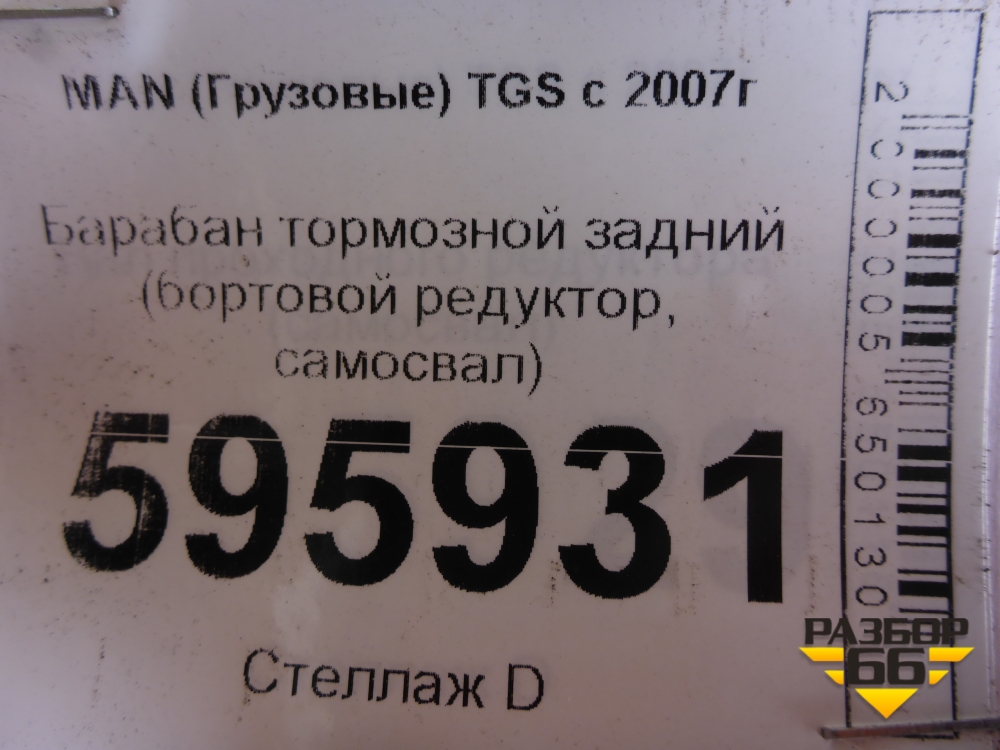 MAN (Грузовые) TGS с 2007г
Барабан тормозной задний
(бортовой редуктор,
самосвал)
595931
Стеллаж D
2000005650130
РАЗБОР
66